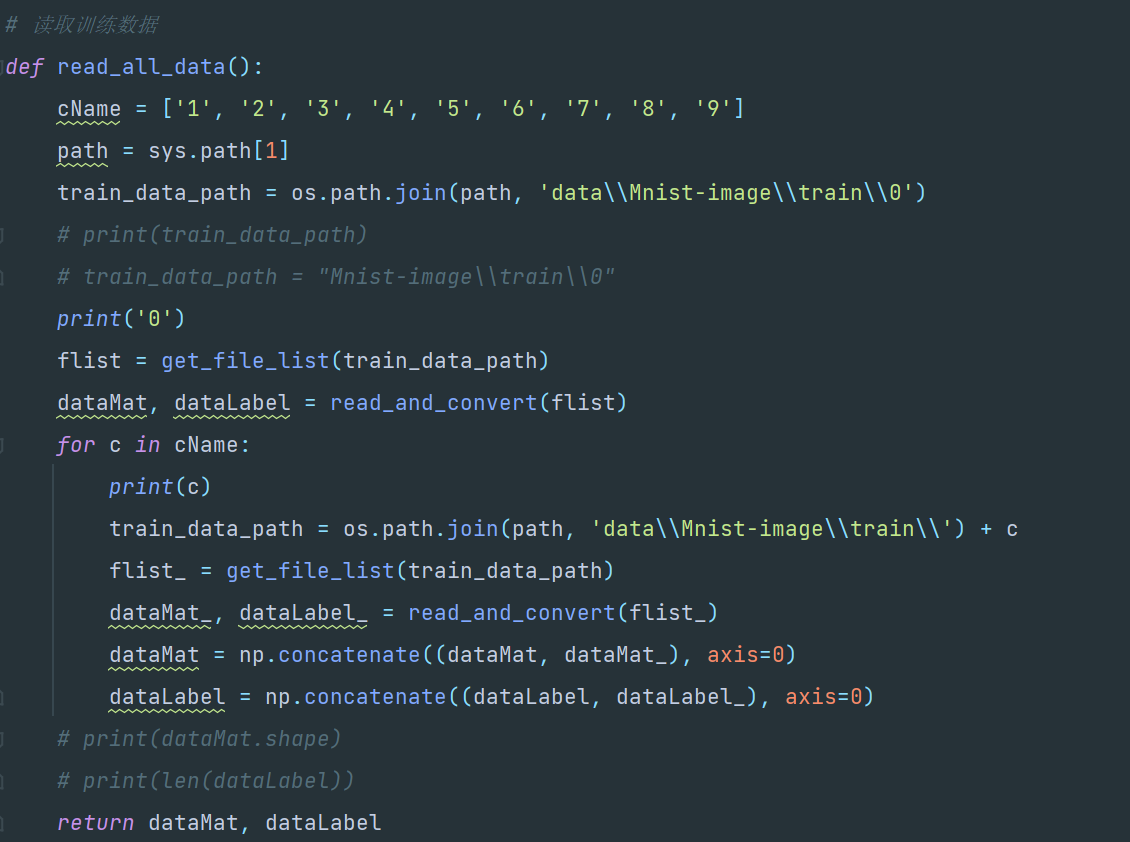 # 读取训练数据
def read_all_data():
    cName = ['1', '2', '3', '4', '5', '6', '7', '8', '9']
    path = sys.path[1]
    train_data_path = os.path.join(path, 'data\\Mnist-image\\train\\0')
    # print(train_data_path)
    # train_data_path = "Mnist-image\\train\\0"
    print('0')
    flist = get_file_list(train_data_path)
    dataMat, dataLabel = read_and_convert(flist)
    for c in cName:
        print(c)
        train_data_path = os.path.join(path, 'data\\Mnist-image\\train\\') + c
        flist_ = get_file_list(train_data_path)
        dataMat_, dataLabel_ = read_and_convert(flist_)
        dataMat = np.concatenate((dataMat, dataMat_), axis=0)
        dataLabel = np.concatenate((dataLabel, dataLabel_), axis=0)
    # print(dataMat.shape)
    # print(len(dataLabel))
    return dataMat, dataLabel